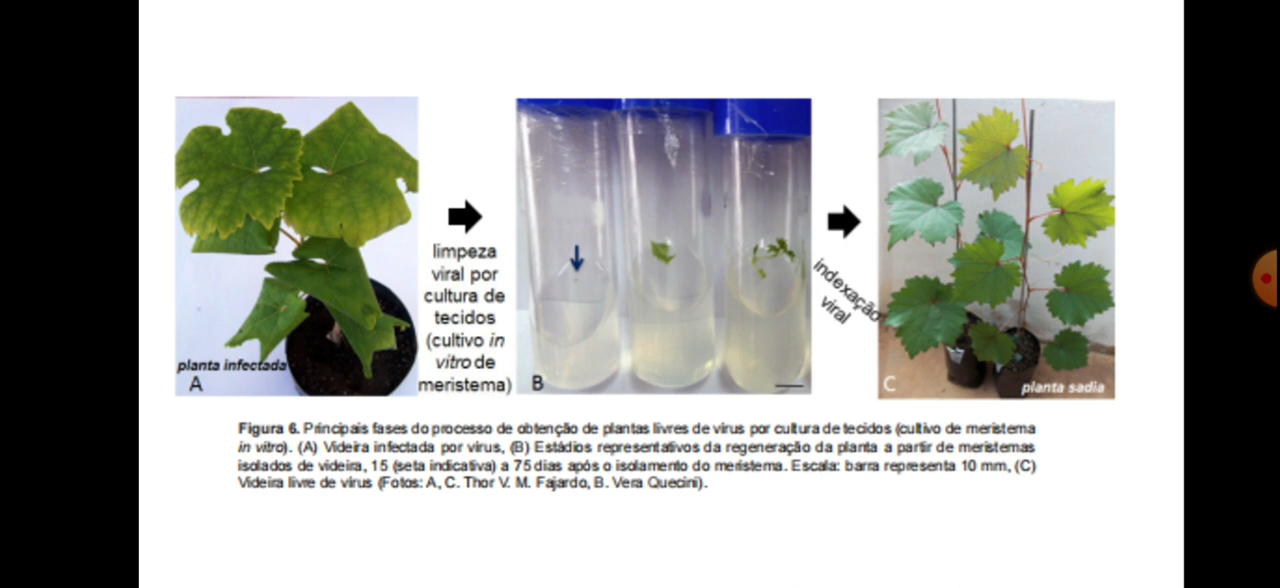 planta infectada
A
limpeza
viral por
cultura de
tecidos
(cultivo in
vitro de
meristema)
B
indexação
viral
C
planta sadia
Figura 6. Principais fases do processo de obtenção de plantas livres de vírus por cultura de tecidos (cultivo de meristema
in vitro). (A) Videira infectada por vírus, (B) Estádios representativos da regeneração da planta a partir de meristemas
isolados de videira, 15 (seta indicativa) a 75 dias após o isolamento do meristema. Escala: barra representa 10 mm, (C)
Videira livre de vírus (Fotos: A, C. Thor V. M. Fajardo, B. Vera Quecini).